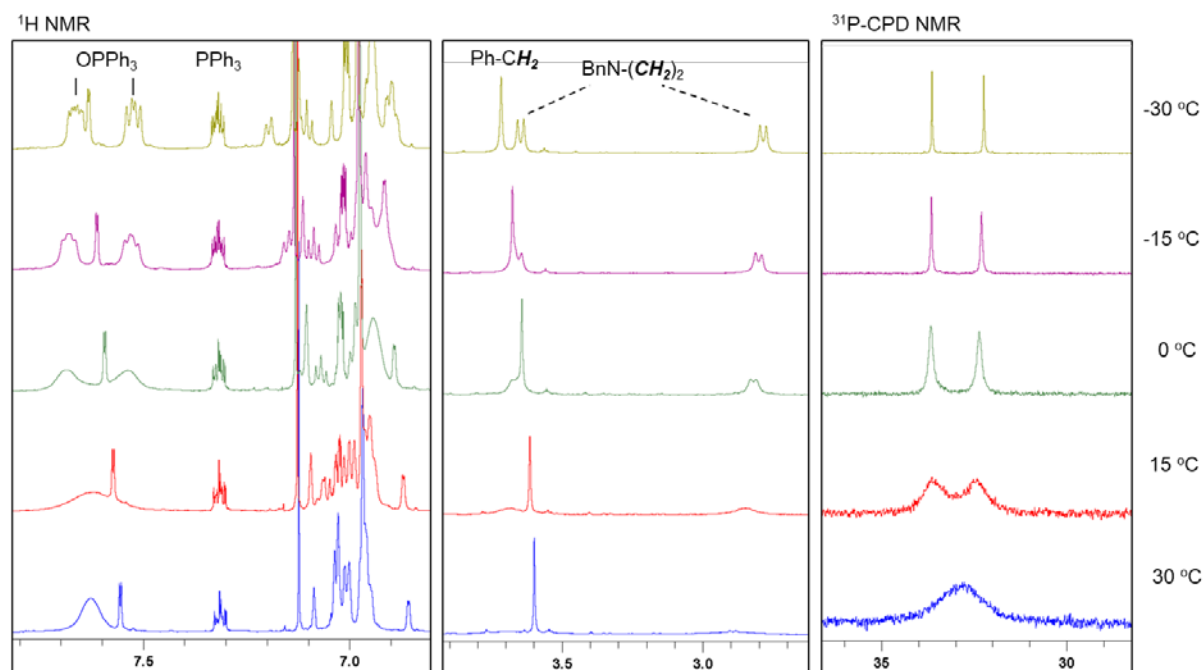 ¹H NMR
³¹P-CPD NMR
OPPh₃
PPh₃
Ph-CH₂
BnN-(CH₂)₂
-30 ºC
-15 ºC
0 ºC
15 ºC
30 ºC
7.5 7.0 3.5 3.0 35 30